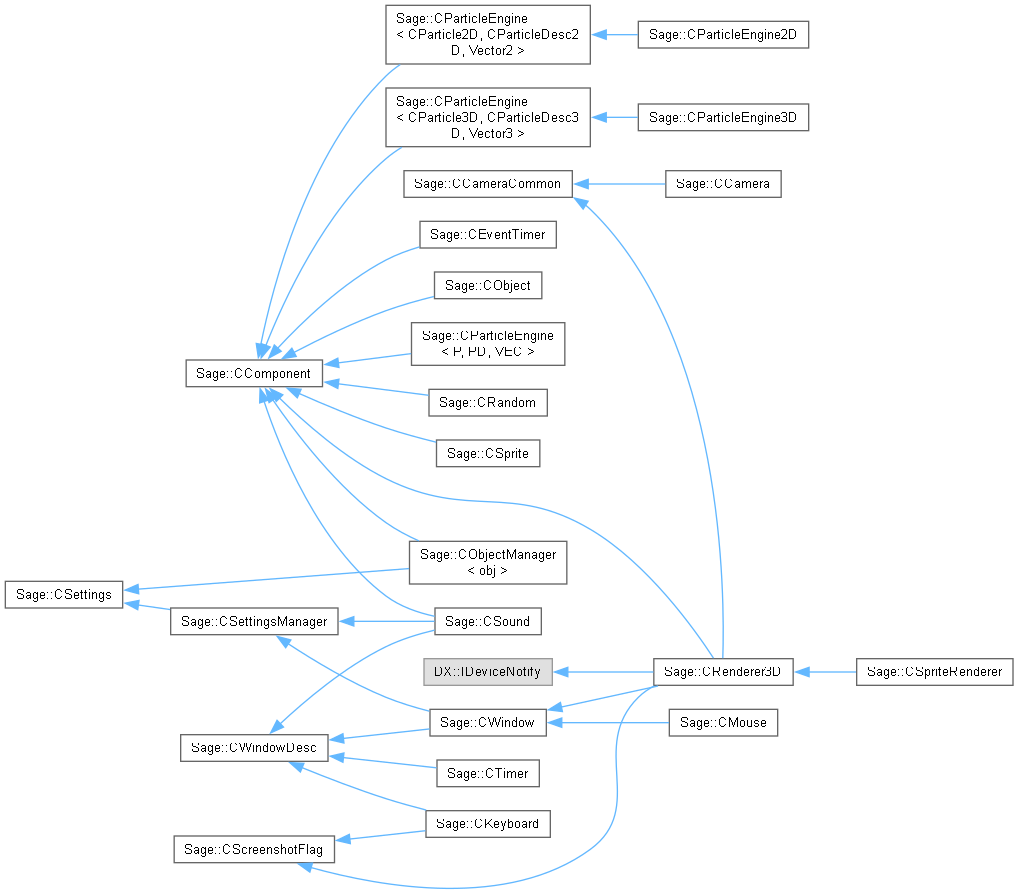 Sage::CParticleEngine
< CParticle2D, CParticleDesc2
D, Vector2 >
Sage::CParticleEngine2D
Sage::CParticleEngine
< CParticle3D, CParticleDesc3
D, Vector3 >
Sage::CParticleEngine3D
Sage::CCameraCommon
Sage::CCamera
Sage::CEventTimer
Sage::CObject
Sage::CParticleEngine
< P, PD, VEC >
Sage::CComponent
Sage::CRandom
Sage::CSprite
Sage::CObjectManager
< obj >
Sage::CSettings
Sage::CSettingsManager
Sage::CSound
DX::IDeviceNotify
Sage::CRenderer3D
Sage::CSpriteRenderer
Sage::CWindow
Sage::CMouse
Sage::CWindowDesc
Sage::CTimer
Sage::CKeyboard
Sage::CScreenshotFlag